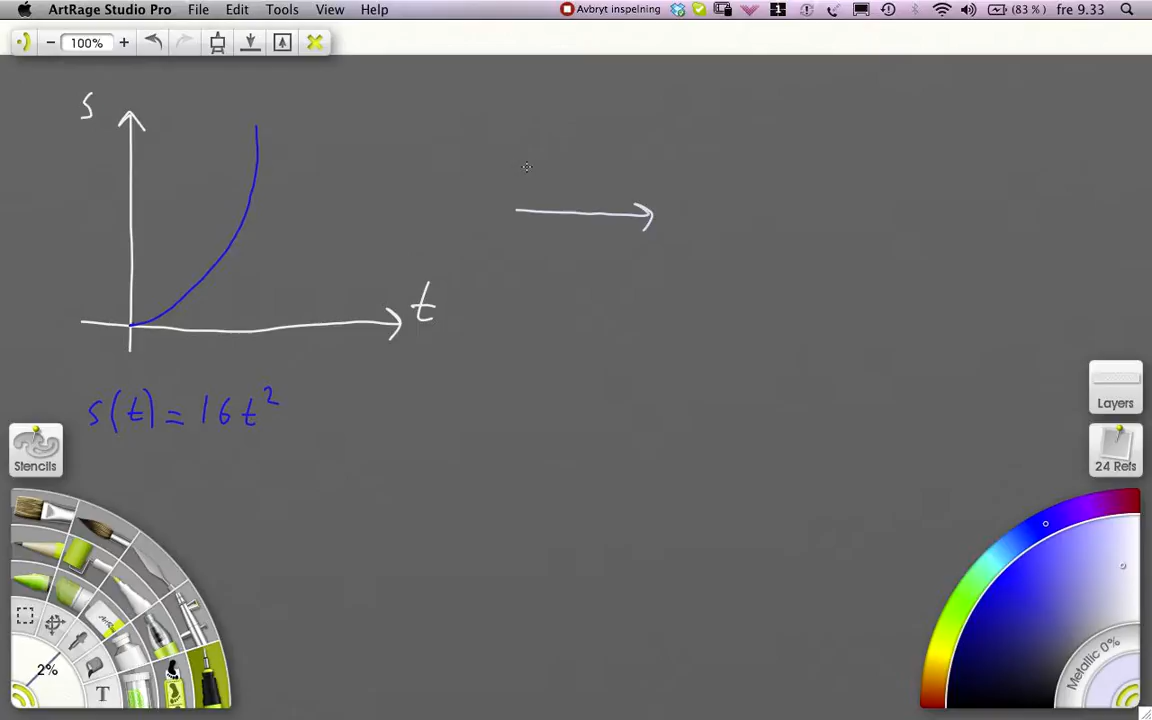 ArtRage Studio Pro File Edit Tools View Help Avbryt inspelning 1 (83 %) fre 9.33
100%
s
t
s(t) = 16t²
Layers
Stencils
24 Refs
2%
T
Metallic 0%